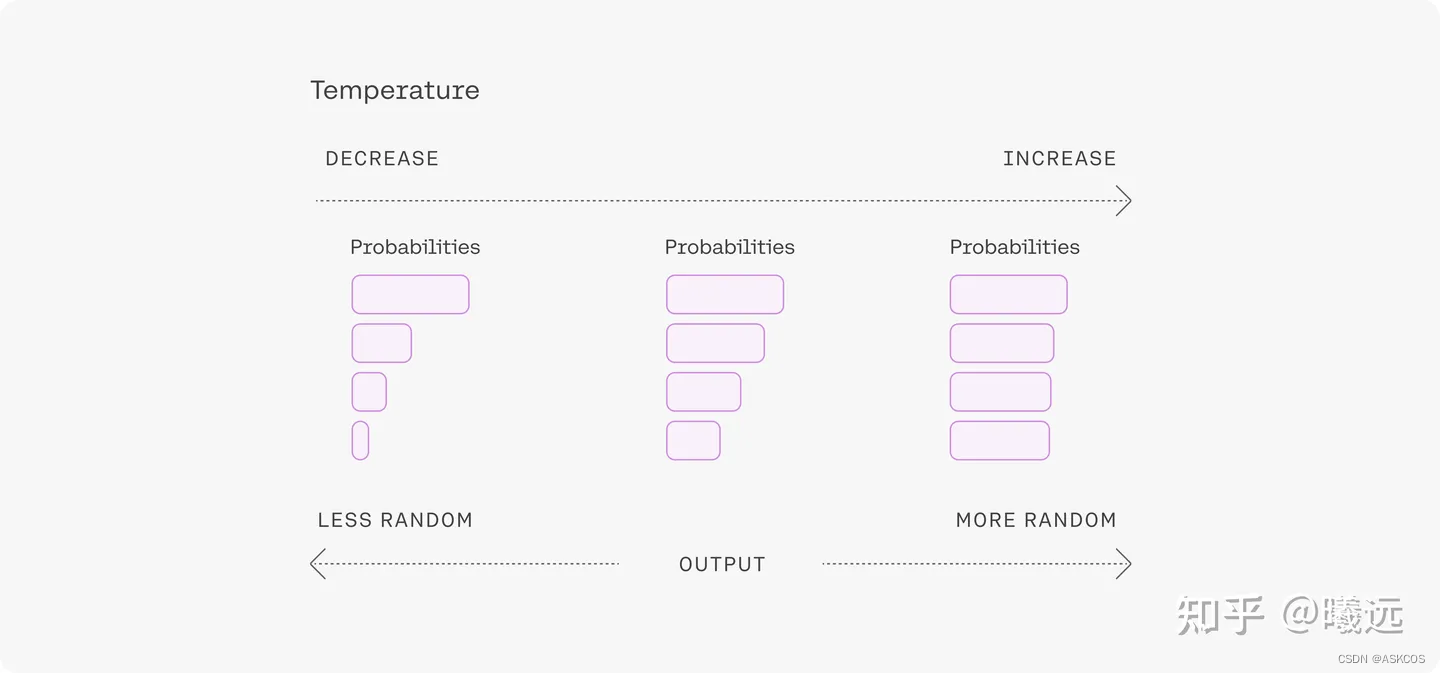 Temperature
DECREASE INCREASE
Probabilities Probabilities Probabilities
LESS RANDOM MORE RANDOM
OUTPUT
知乎 @曦远
CSDN @ASKCOS